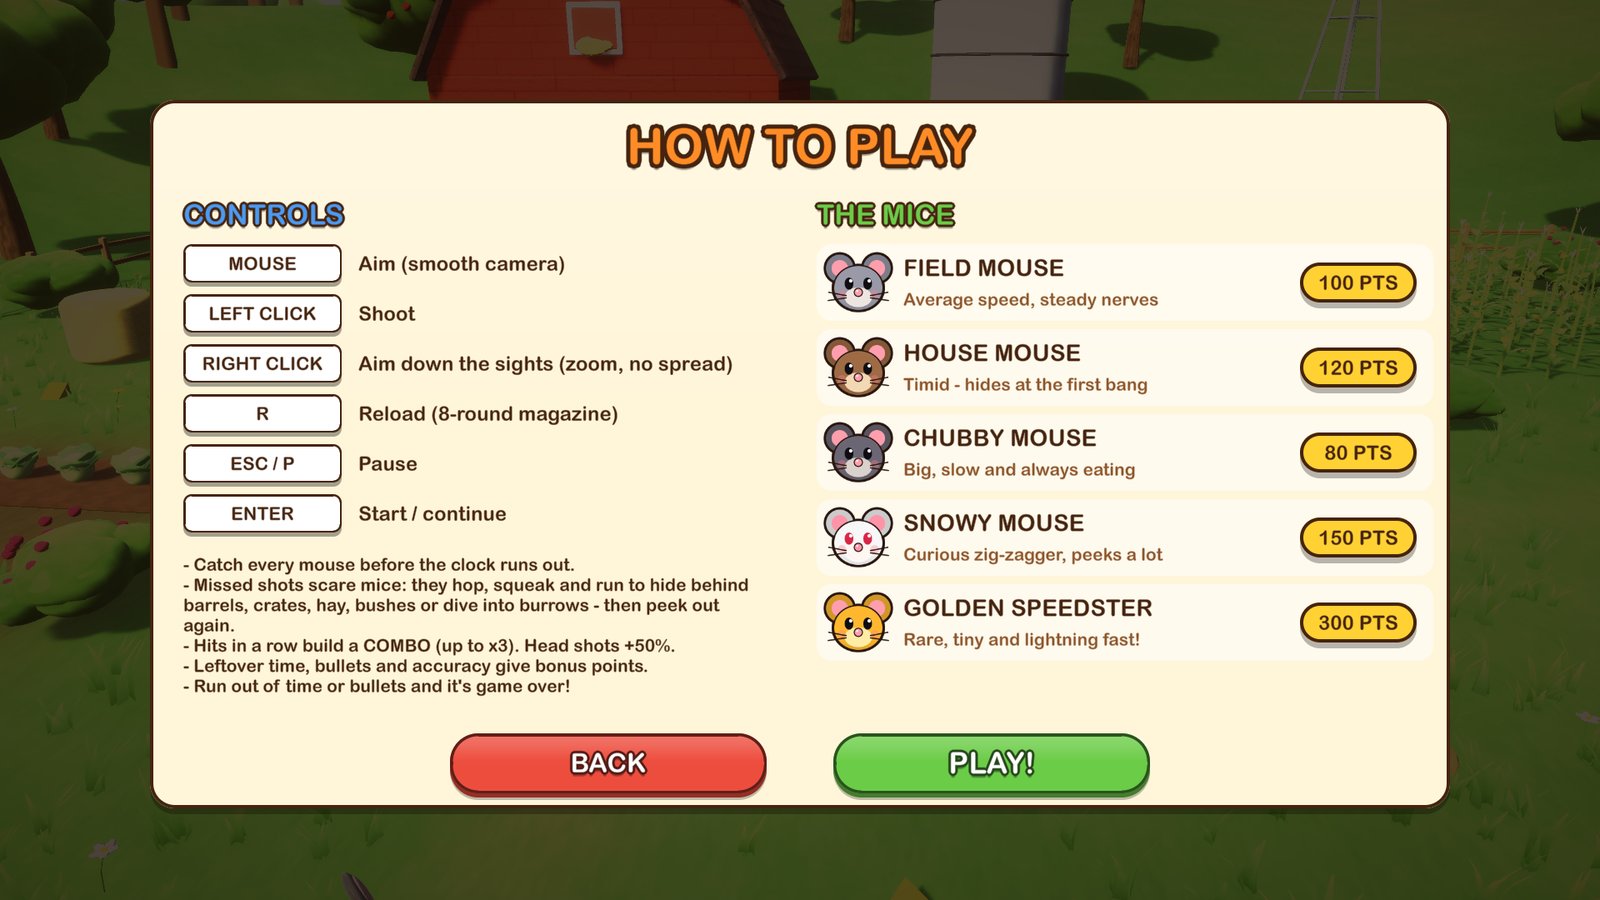 HOW TO PLAY
CONTROLS
MOUSE Aim (smooth camera)
LEFT CLICK Shoot
RIGHT CLICK Aim down the sights (zoom, no spread)
R Reload (8-round magazine)
ESC / P Pause
ENTER Start / continue
- Catch every mouse before the clock runs out.
- Missed shots scare mice: they hop, squeak and run to hide behind
barrels, crates, hay, bushes or dive into burrows - then peek out
again.
- Hits in a row build a COMBO (up to x3). Head shots +50%.
- Leftover time, bullets and accuracy give bonus points.
- Run out of time or bullets and it's game over!
THE MICE
FIELD MOUSE
Average speed, steady nerves
100 PTS
HOUSE MOUSE
Timid - hides at the first bang
120 PTS
CHUBBY MOUSE
Big, slow and always eating
80 PTS
SNOWY MOUSE
Curious zig-zagger, peeks a lot
150 PTS
GOLDEN SPEEDSTER
Rare, tiny and lightning fast!
300 PTS
BACK
PLAY!